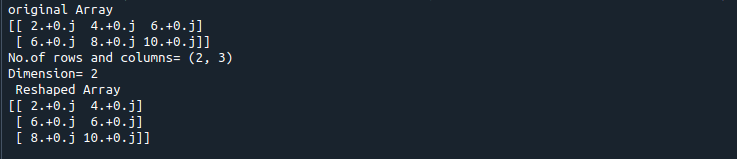 original Array
[[ 2.+0.j  4.+0.j  6.+0.j]
 [ 6.+0.j  8.+0.j 10.+0.j]]
No.of rows and columns= (2, 3)
Dimension= 2
 Reshaped Array
[[ 2.+0.j  4.+0.j]
 [ 6.+0.j  6.+0.j]
 [ 8.+0.j 10.+0.j]]